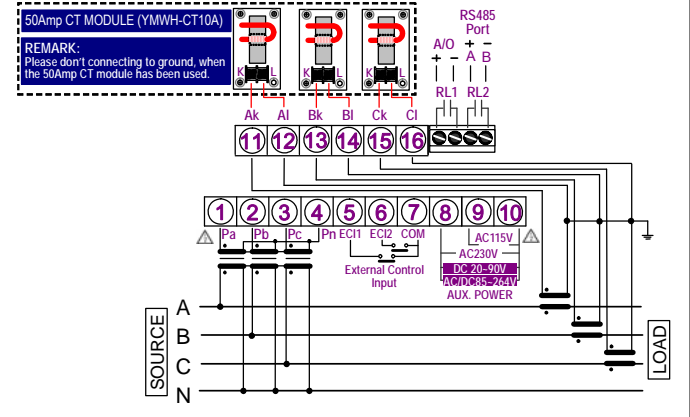 50Amp CT MODULE (YMWH-CT10A)
REMARK:
Please don't connecting to ground, when
the 50Amp CT module has been used.
K L K L K L
RS485
Port
A/O + −
+ −
A B
RL1 RL2
Ak Al Bk Bl Ck Cl
11 12 13 14 15 16
1 2 3 4 5 6 7 8 9 10
Pa Pb Pc Pn ECI1 ECI2 COM
AC115V
AC230V
External Control
Input
DC 20~90V
AC/DC85~264V
AUX. POWER
SOURCE
A
B
C
N
LOAD